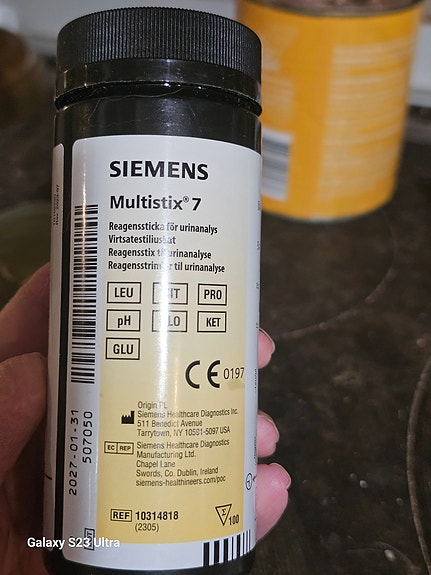 SIEMENS
Multistix® 7
Reagenssticka för urinanalys
Virtsatestiliuskat
Reagensstix til urinanalyse
Reagensstrimler til urinanalyse
LEU NIT PRO
pH BLO KET
GLU
CE 0197
Origin PL
Siemens Healthcare Diagnostics Inc.
511 Benedict Avenue
Tarrytown, NY 10591-5097 USA
EC REP Siemens Healthcare Diagnostics
Manufacturing Ltd.
Chapel Lane
Swords, Co. Dublin, Ireland
siemens-healthineers.com/poc
REF 10314818
(2305)
100
2027-01-31
507050
Galaxy S23 Ultra